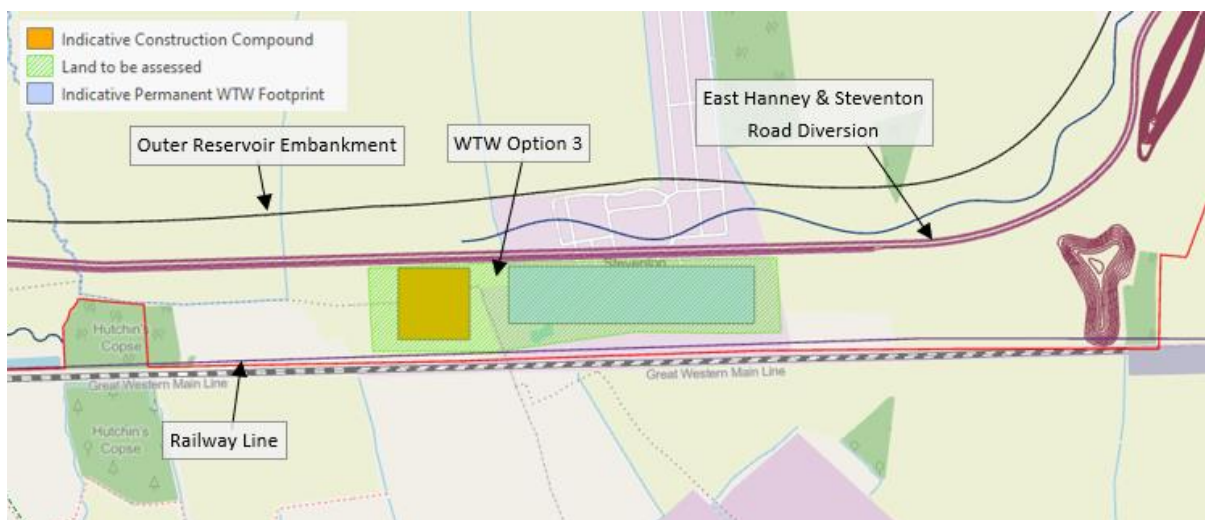 Indicative Construction Compound
Land to be assessed
Indicative Permanent WTW Footprint
Outer Reservoir Embankment
WTW Option 3
East Hanney & Steventon
Road Diversion
Steventon
Hutchin's
Copse
Great Western Main Line
Great Western Main Line
Railway Line
Hutchin's
Copse